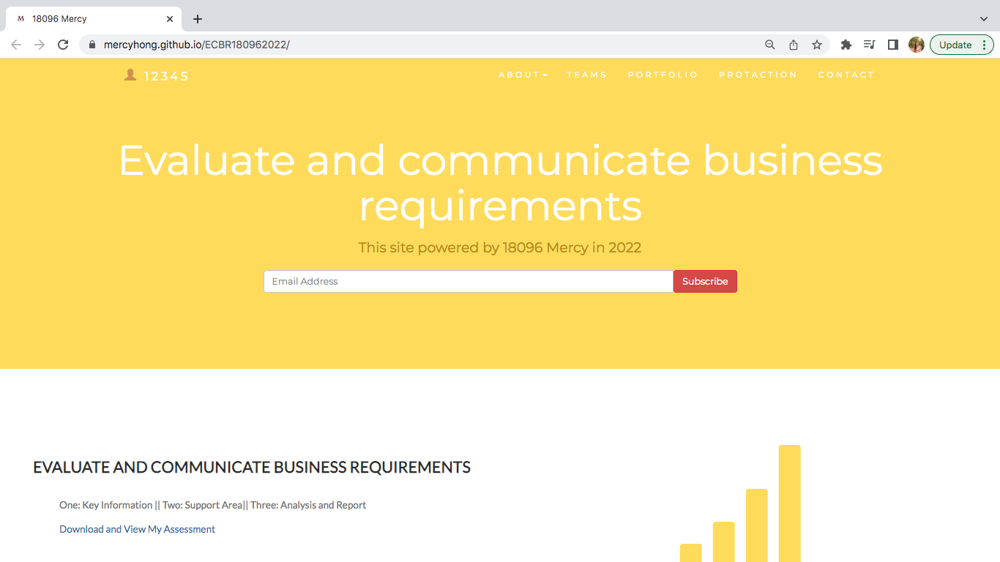 18096 Mercy
mercyhong.github.io/ECBR180962022/
Update
12345
ABOUT TEAMS PORTFOLIO PROTACTION CONTACT
Evaluate and communicate business
requirements
This site powered by 18096 Mercy in 2022
Email Address Subscribe
EVALUATE AND COMMUNICATE BUSINESS REQUIREMENTS
One: Key Information || Two: Support Area|| Three: Analysis and Report
Download and View My Assessment